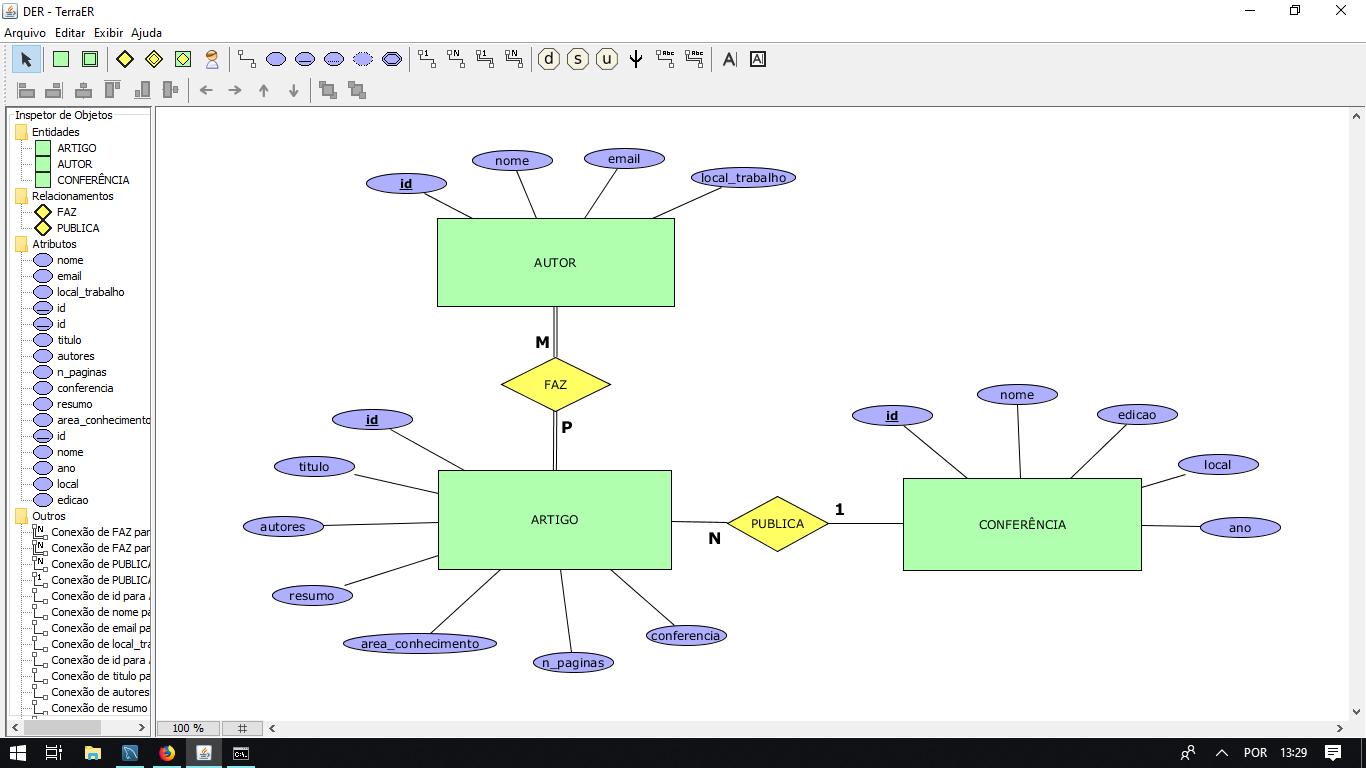 DER - TerraER
Arquivo Editar Exibir Ajuda
1 N 1 N d s u Abc Abc A A
Inspetor de Objetos
Entidades
ARTIGO
AUTOR
CONFERÊNCIA
Relacionamentos
FAZ
PUBLICA
Atributos
nome
email
local_trabalho
id
id
titulo
autores
n_paginas
conferencia
resumo
area_conhecimento
id
nome
ano
local
edicao
Outros
N Conexão de FAZ par
N Conexão de FAZ par
N Conexão de PUBLICA
1 Conexão de PUBLICA
Conexão de id para
Conexão de nome pa
Conexão de email pa
Conexão de local_tra
Conexão de id para
Conexão de titulo pa
Conexão de autores
Conexão de resumo
id
nome
email
local_trabalho
AUTOR
M
FAZ
P
id
titulo
autores
resumo
area_conhecimento
n_paginas
conferencia
ARTIGO
N
PUBLICA
1
id
nome
edicao
local
ano
CONFERÊNCIA
100 %
POR 13:29